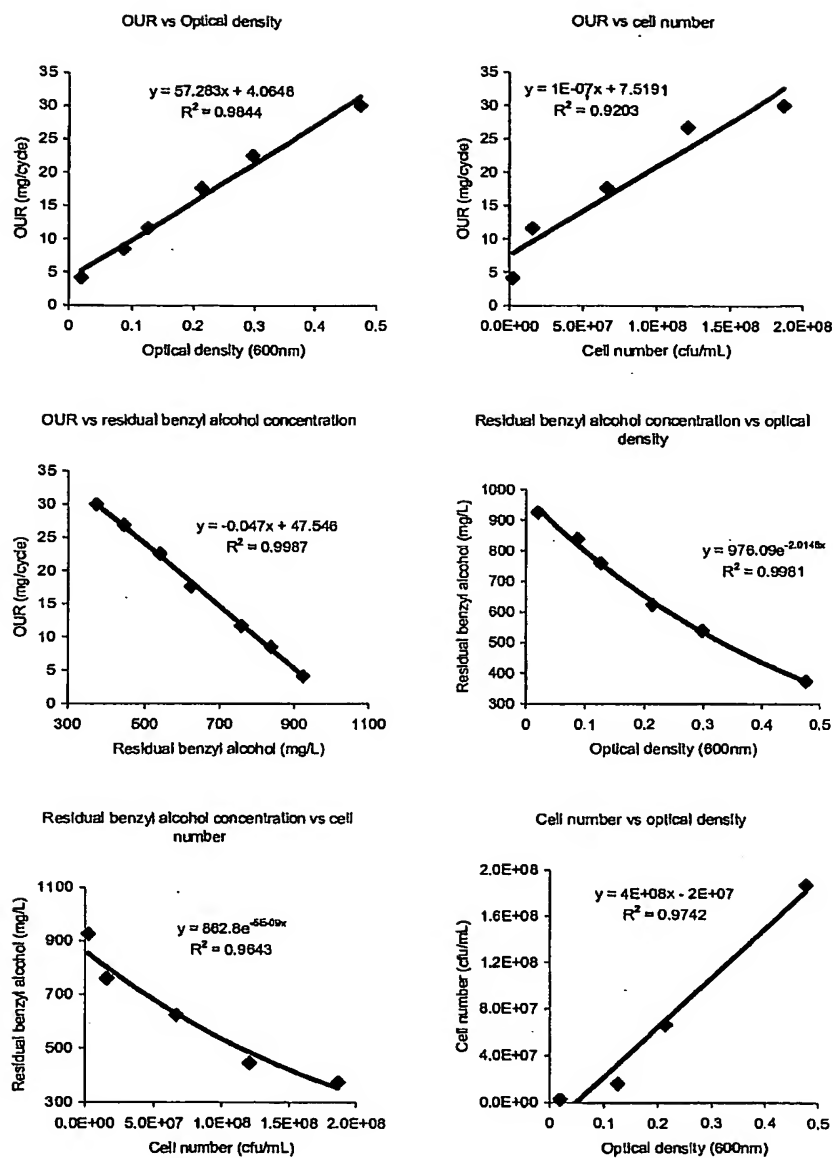 OUR vs Optical density
35
30
25
20
15
10
5
0
OUR (mg/cycle)
y = 57.283x + 4.0648
R² = 0.9844
0 0.1 0.2 0.3 0.4 0.5
Optical density (600nm)
OUR vs cell number
35
30
25
20
15
10
5
0
OUR (mg/cycle)
y = 1E-07x + 7.5191
R² = 0.9203
0.0E+00 5.0E+07 1.0E+08 1.5E+08 2.0E+08
Cell number (cfu/mL)
OUR vs residual benzyl alcohol concentration
35
30
25
20
15
10
5
0
OUR (mg/cycle)
y = -0.047x + 47.546
R² = 0.9987
300 500 700 900 1100
Residual benzyl alcohol (mg/L)
Residual benzyl alcohol concentration vs optical
density
1000
900
800
700
600
500
400
300
Residual benzyl alcohol (mg/L)
y = 976.09e
R² = 0.9981
0 0.1 0.2 0.3 0.4 0.5
Optical density (600nm)
Residual benzyl alcohol concentration vs cell
number
1100
900
700
500
300
Residual benzyl alcohol (mg/L)
y = 862.8e
R² = 0.9643
0.0E+00 5.0E+07 1.0E+08 1.5E+08 2.0E+08
Cell number (cfu/mL)
Cell number vs optical density
2.0E+08
1.6E+08
1.2E+08
8.0E+07
4.0E+07
0.0E+00
Cell number (cfu/mL)
y = 4E+08x - 2E+07
R² = 0.9742
0 0.1 0.2 0.3 0.4 0.5
Optical density (600nm)